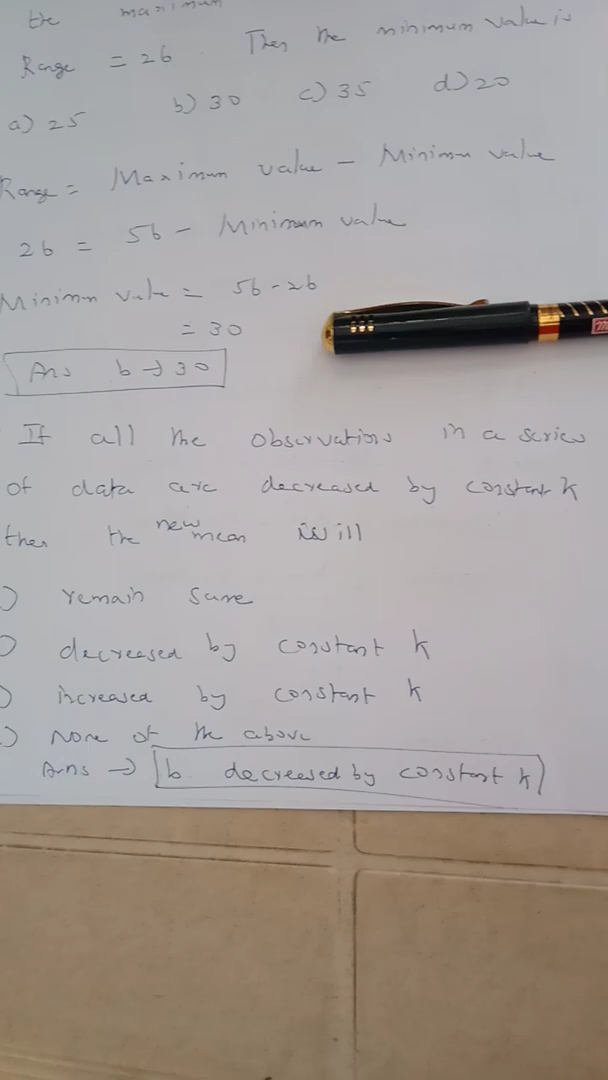 the maximum
Range = 26. Then the minimum value is
a) 25 b) 30 c) 35 d) 20
Range = Maximum value - Minimum value
26 = 56 - Minimum value
Minimum value = 56-26
= 30
Ans b → 30
If all the observations in a series
of data are decreased by constant k
then the new mean will
) remain same
) decreased by constant k
) increased by constant k
) None of the above
Ans → b decreased by constant k